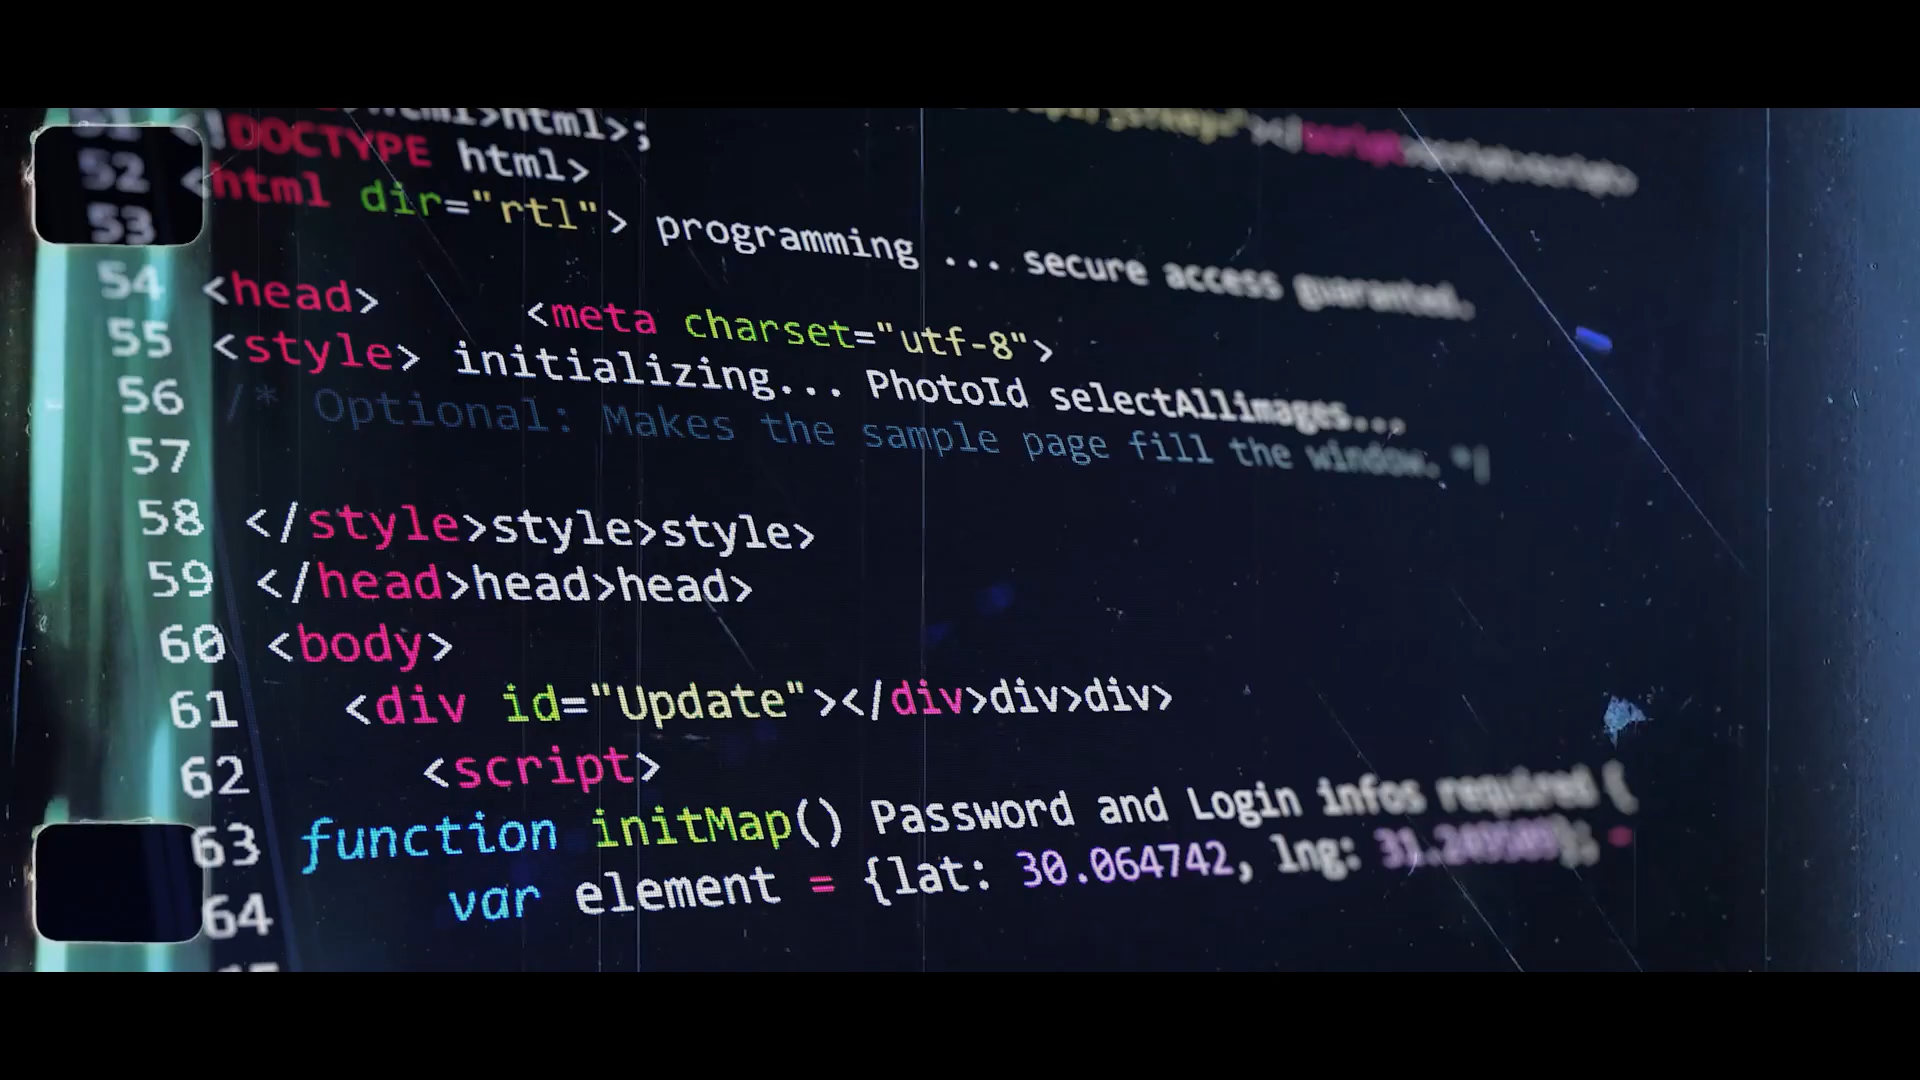 html>html>;
52 <!DOCTYPE html>
53 <html dir="rtl"> programming ... secure access guaranted.
54 <head> <meta charset="utf-8">
55 <style> initializing... PhotoId selectAllimages...
56 /* Optional: Makes the sample page fill the window. */
57
58 </style>style>style>
59 </head>head>head>
60 <body>
61 <div id="Update"></div>div>div>
62 <script>
63 function initMap() Password and Login infos required {
64 var element = {lat: 30.064742, lng: